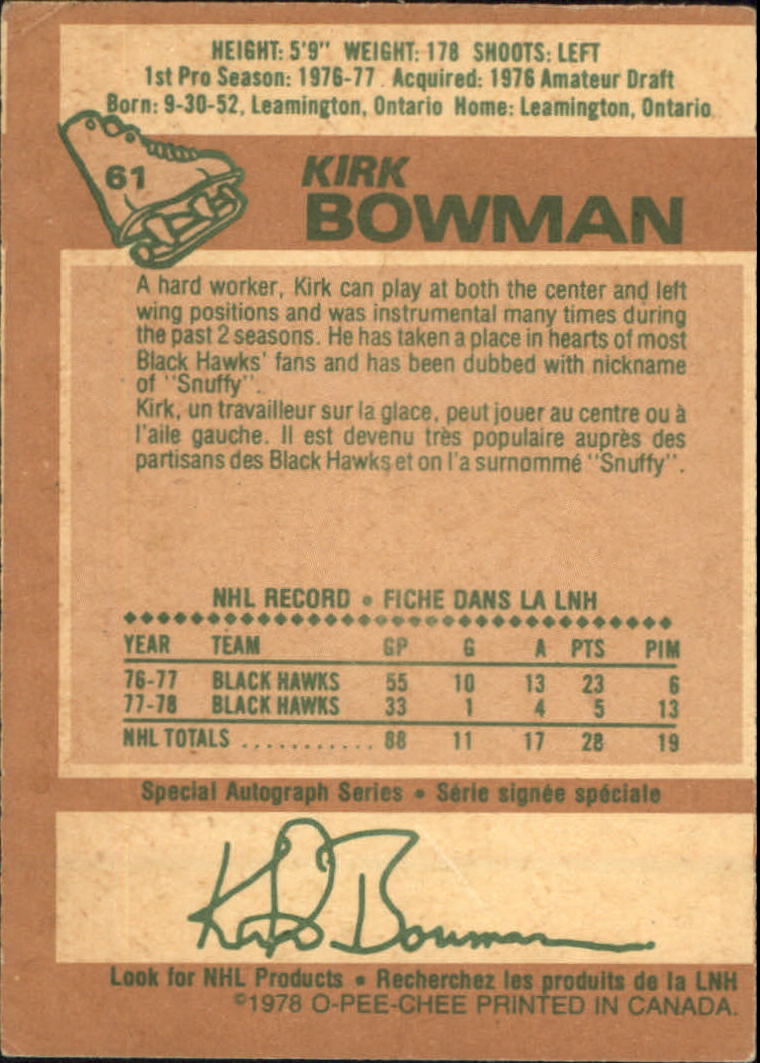 HEIGHT: 5'9" WEIGHT: 178 SHOOTS: LEFT
1st Pro Season: 1976-77 Acquired: 1976 Amateur Draft
Born: 9-30-52, Leamington, Ontario Home: Leamington, Ontario
61
KIRK
BOWMAN
A hard worker, Kirk can play at both the center and left
wing positions and was instrumental many times during
the past 2 seasons. He has taken a place in hearts of most
Black Hawks' fans and has been dubbed with nickname
of "Snuffy".
Kirk, un travailleur sur la glace, peut jouer au centre ou à
l'aile gauche. Il est devenu très populaire auprès des
partisans des Black Hawks et on l'a surnommé "Snuffy".
NHL RECORD • FICHE DANS LA LNH
YEAR TEAM GP G A PTS PIM
76-77 BLACK HAWKS 55 10 13 23 6
77-78 BLACK HAWKS 33 1 4 5 13
NHL TOTALS ............ 88 11 17 28 19
Special Autograph Series • Série signée spéciale
Kirk Bowman
Look for NHL Products • Recherchez les produits de la LNH
©1978 O-PEE-CHEE PRINTED IN CANADA.